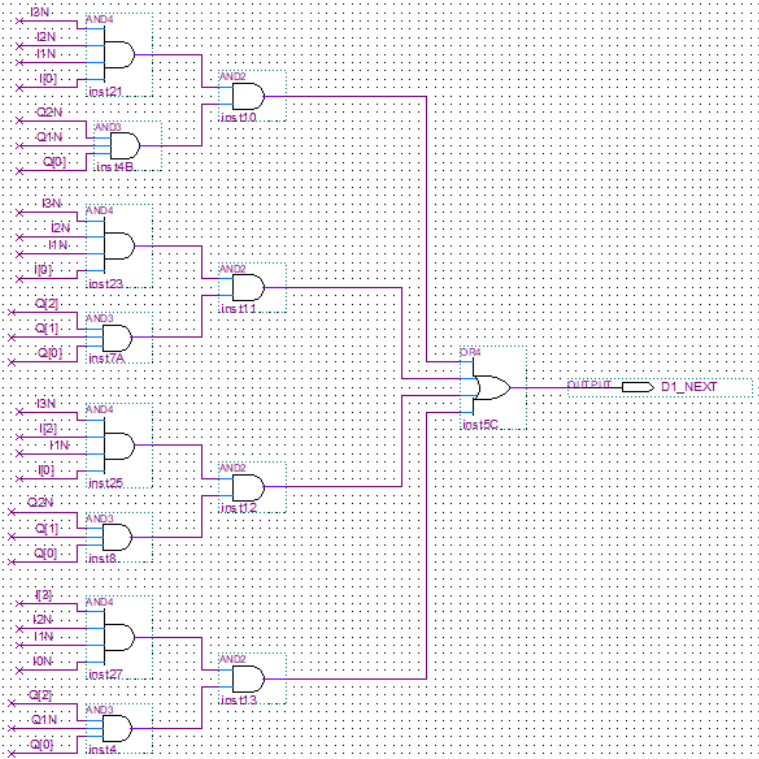 I3N
AND4
I2N
I1N
I[0]
inst21
AND2
inst10
Q2N
AND3
Q1N
Q[0]
inst4B
I3N
AND4
I2N
I1N
I[0]
inst23
AND2
inst11
Q[2]
AND3
Q[1]
Q[0]
inst7A
OR4
inst5C
OUTPUT
D1_NEXT
I3N
AND4
I[2]
I1N
I[0]
inst25
AND2
inst12
Q2N
AND3
Q[1]
Q[0]
inst8
I[3]
AND4
I2N
I1N
I0N
inst27
AND2
inst13
Q[2]
AND3
Q1N
Q[0]
inst4